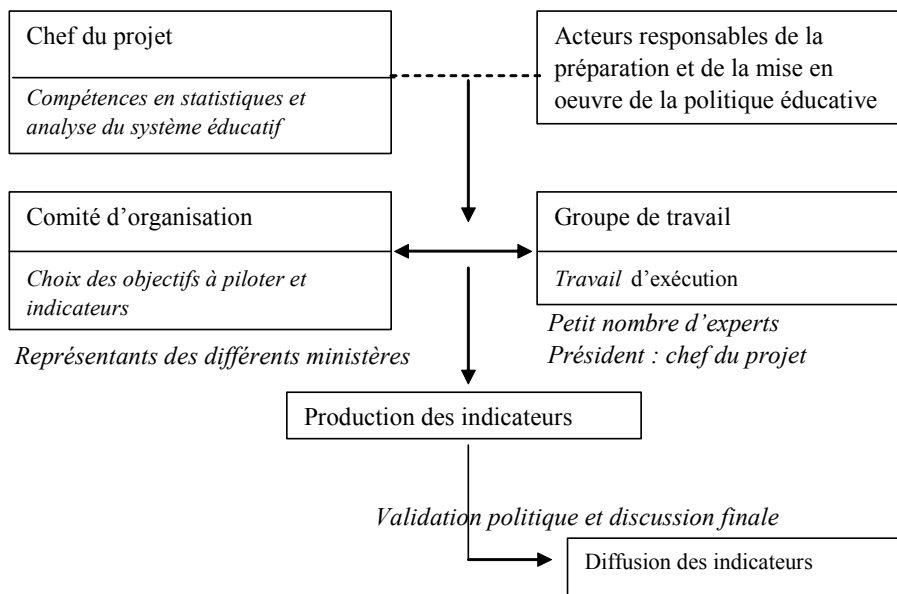 Chef du projet
Compétences en statistiques et
analyse du système éducatif
Acteurs responsables de la
préparation et de la mise en
oeuvre de la politique éducative
Comité d’organisation
Choix des objectifs à piloter et
indicateurs
Représentants des différents ministères
Groupe de travail
Travail d’exécution
Petit nombre d’experts
Président : chef du projet
Production des indicateurs
Validation politique et discussion finale
Diffusion des indicateurs